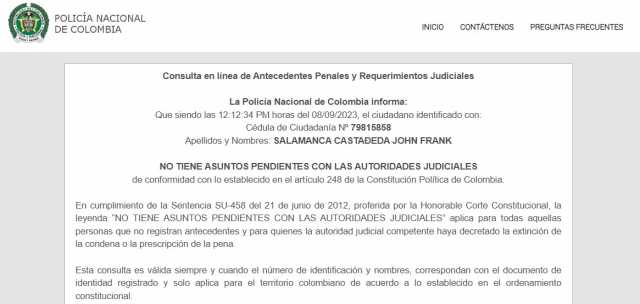 POLICÍA NACIONAL
DE COLOMBIA
INICIO CONTÁCTENOS PREGUNTAS FRECUENTES
Consulta en línea de Antecedentes Penales y Requerimientos Judiciales
La Policía Nacional de Colombia informa:
Que siendo las 12:12:34 PM horas del 08/09/2023, el ciudadano identificado con:
Cédula de Ciudadanía Nº 79815858
Apellidos y Nombres: SALAMANCA CASTAÐEDA JOHN FRANK
NO TIENE ASUNTOS PENDIENTES CON LAS AUTORIDADES JUDICIALES
de conformidad con lo establecido en el artículo 248 de la Constitución Política de Colombia.
En cumplimiento de la Sentencia SU-458 del 21 de junio de 2012, proferida por la Honorable Corte Constitucional, la
leyenda “NO TIENE ASUNTOS PENDIENTES CON LAS AUTORIDADES JUDICIALES” aplica para todas aquellas
personas que no registran antecedentes y para quienes la autoridad judicial competente haya decretado la extinción de
la condena o la prescripción de la pena.
Esta consulta es válida siempre y cuando el número de identificación y nombres, correspondan con el documento de
identidad registrado y solo aplica para el territorio colombiano de acuerdo a lo establecido en el ordenamiento
constitucional.